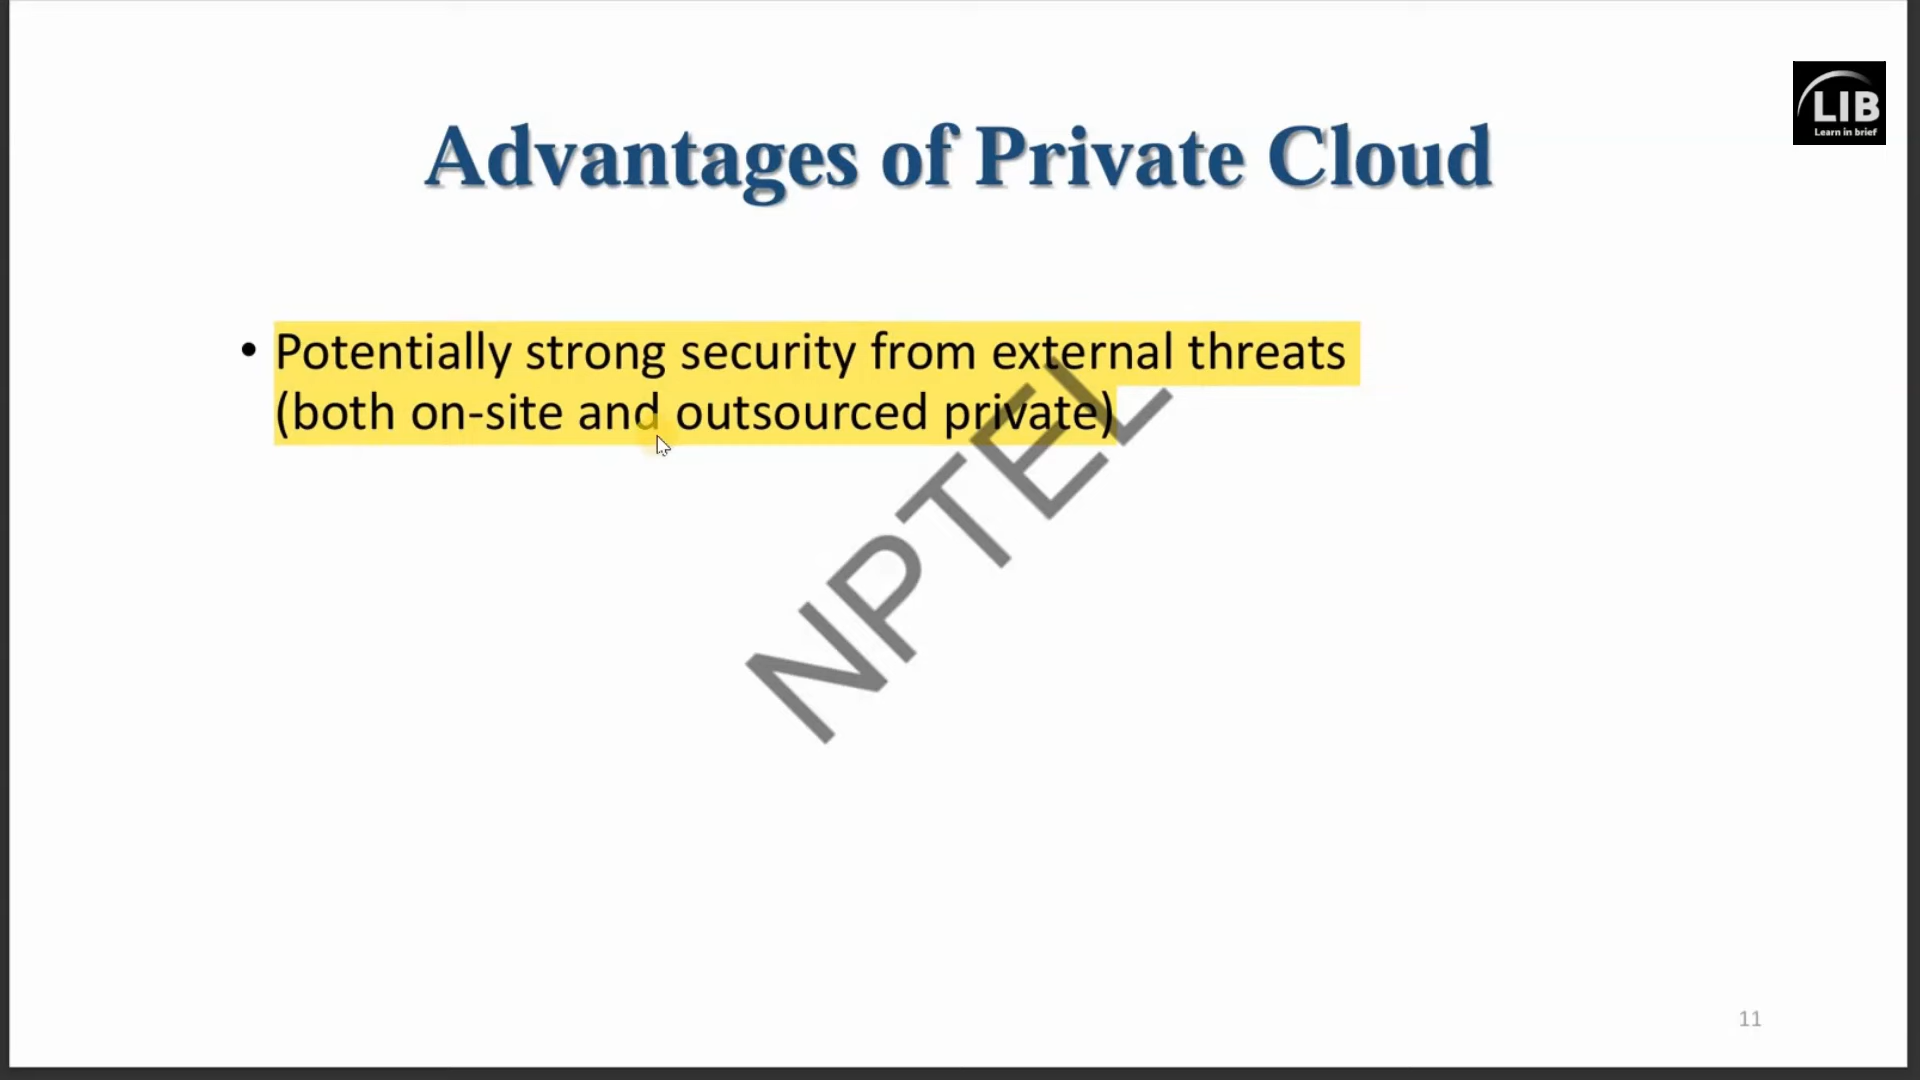 LIB
Learn in brief
Advantages of Private Cloud
• Potentially strong security from external threats
(both on-site and outsourced private)
NPTEL
11